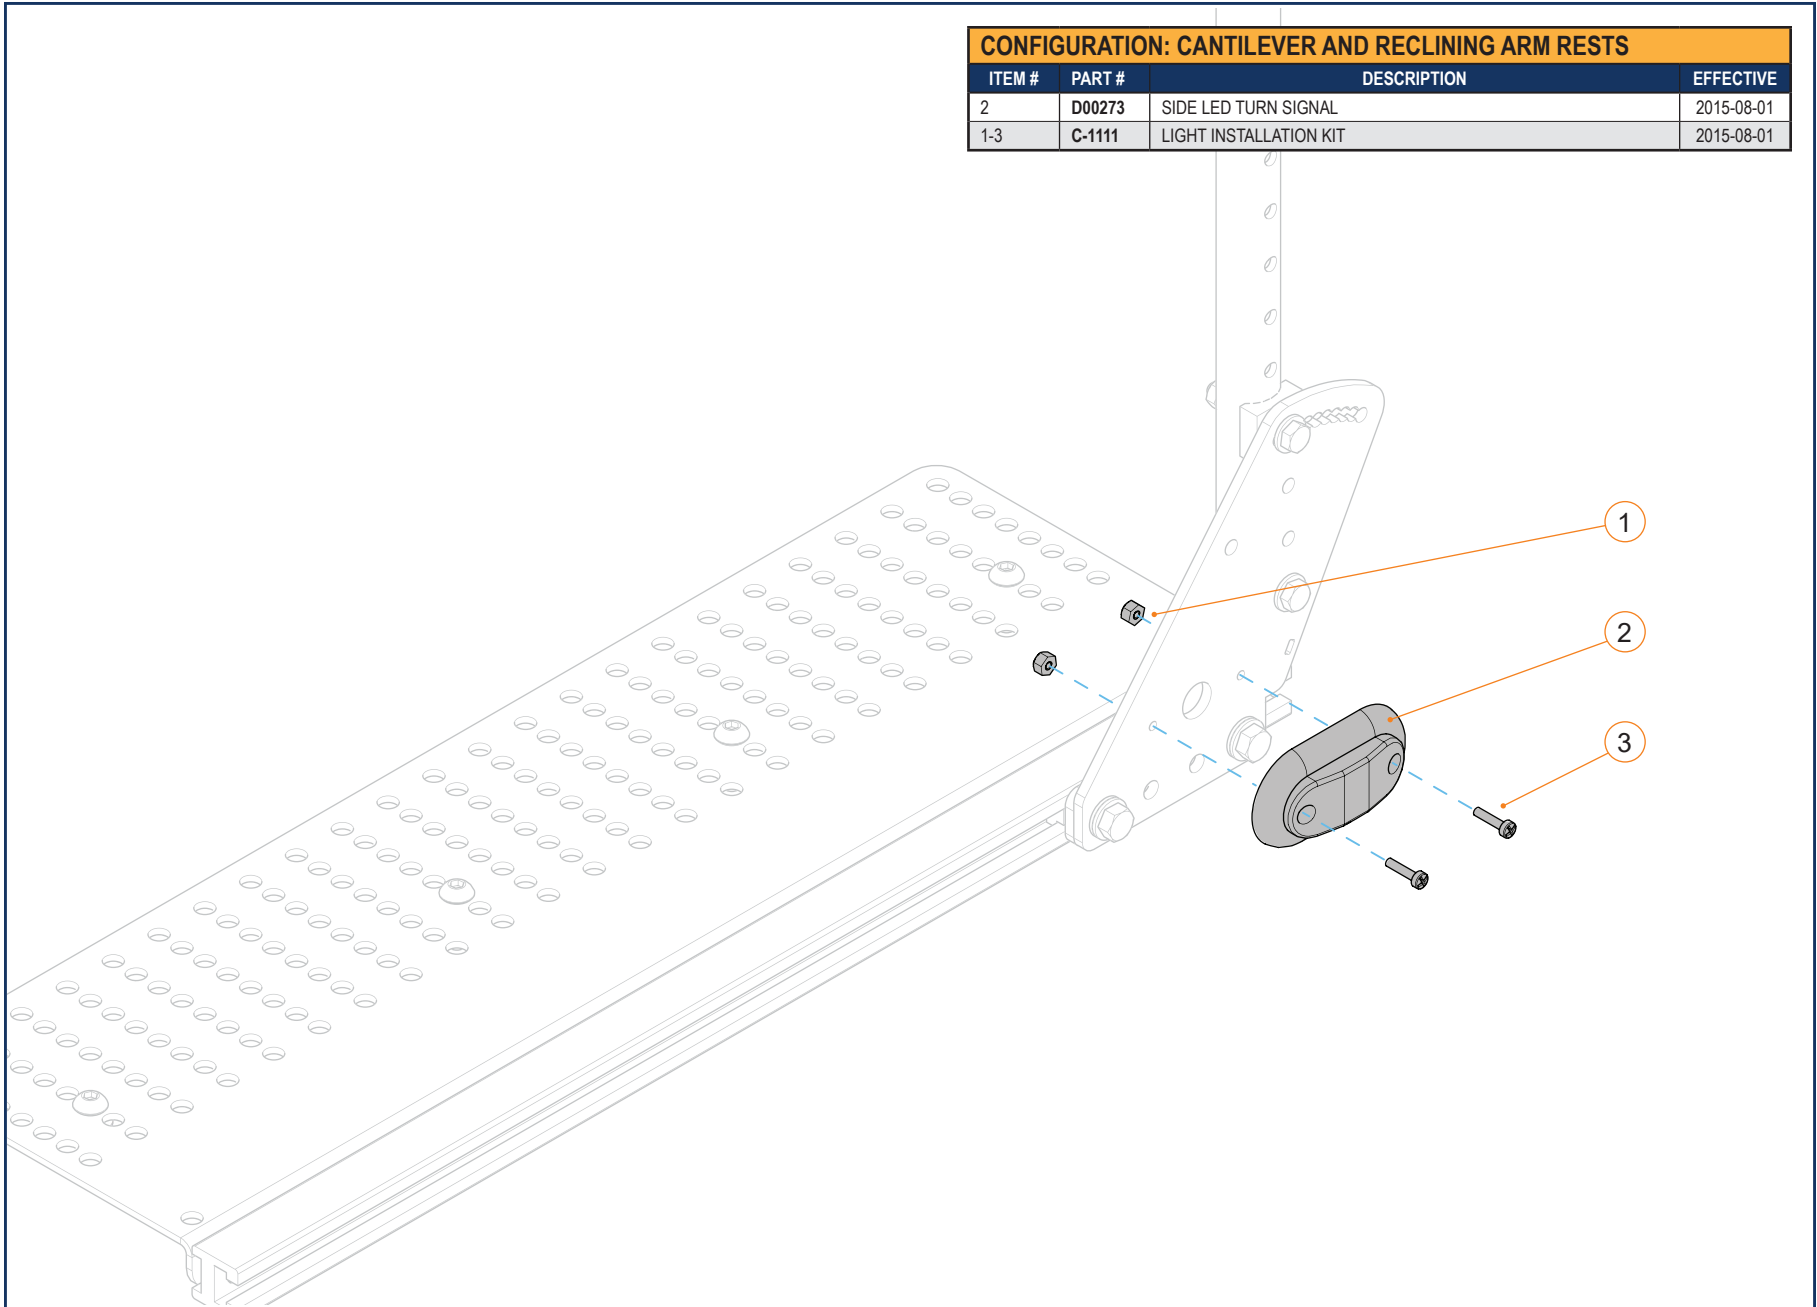 CONFIGURATION: CANTILEVER AND RECLINING ARM RESTS
ITEM # PART # DESCRIPTION EFFECTIVE
2 D00273 SIDE LED TURN SIGNAL 2015-08-01
1-3 C-1111 LIGHT INSTALLATION KIT 2015-08-01
1
2
3